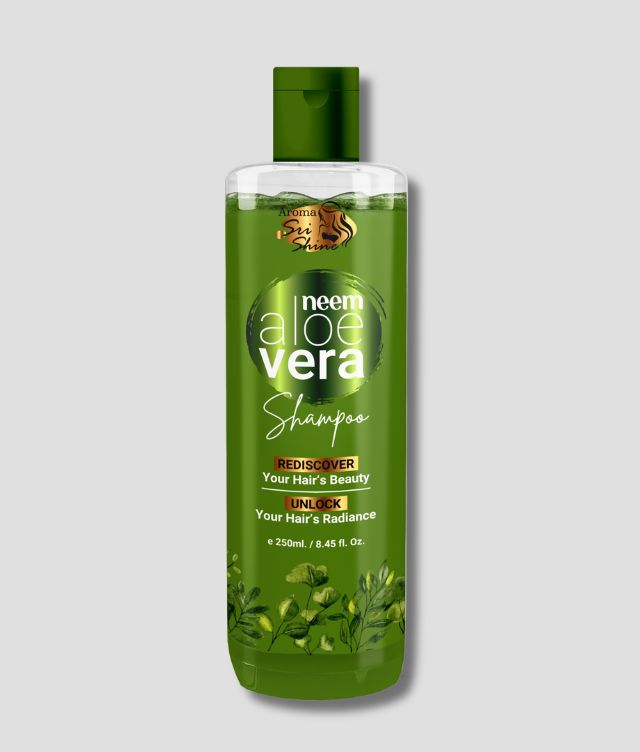 Aroma
Sri
Shine
neem
aloe
vera
Shampoo
REDISCOVER
Your Hair's Beauty
UNLOCK
Your Hair's Radiance
e 250ml. / 8.45 fl. Oz.